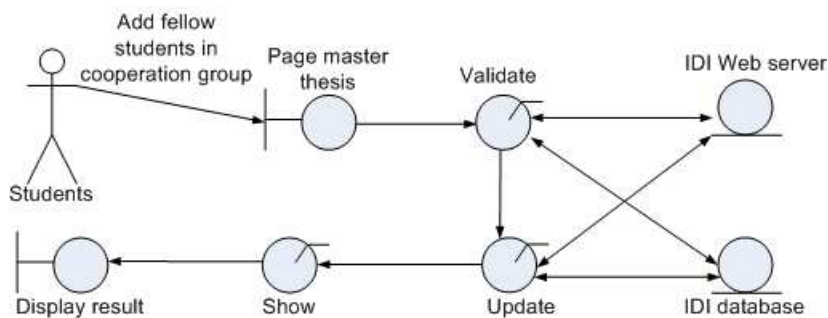 Add fellow
students in
cooperation group
Page master
thesis
Validate
IDI Web server
Students
Display result
Show
Update
IDI database